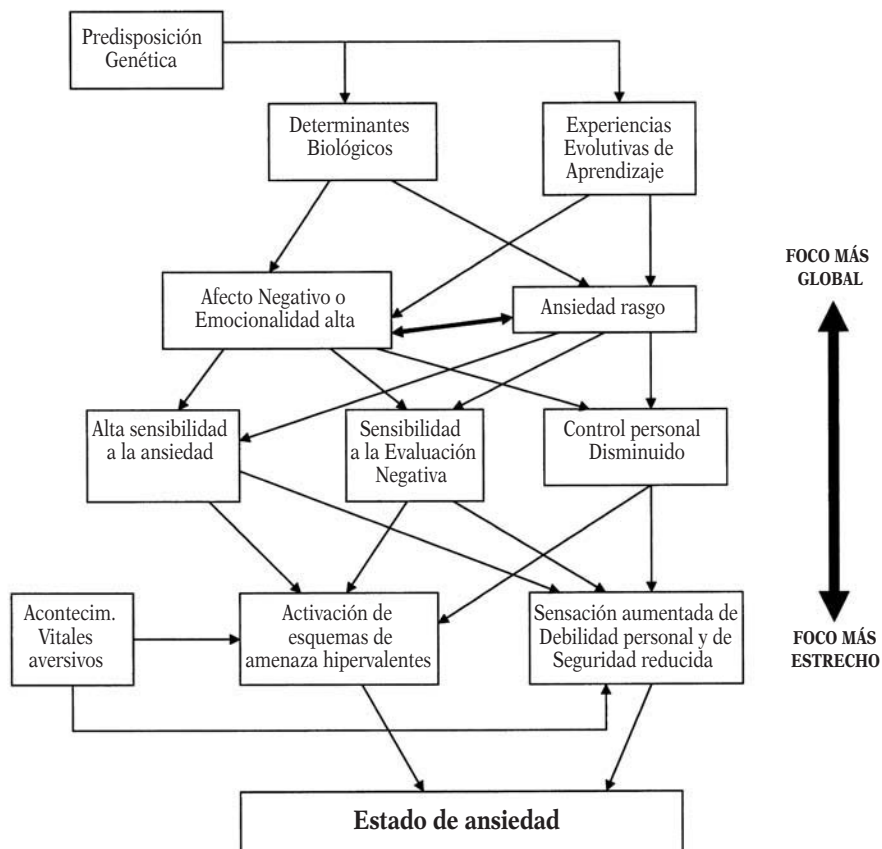 Predisposición
Genética
Determinantes
Biológicos
Experiencias
Evolutivas de
Aprendizaje
FOCO MÁS
GLOBAL
Afecto Negativo o
Emocionalidad alta
Ansiedad rasgo
Alta sensibilidad
a la ansiedad
Sensibilidad
a la Evaluación
Negativa
Control personal
Disminuido
Acontecim.
Vitales
aversivos
Activación de
esquemas de
amenaza hipervalentes
Sensación aumentada de
Debilidad personal y de
Seguridad reducida
FOCO MÁS
ESTRECHO
Estado de ansiedad